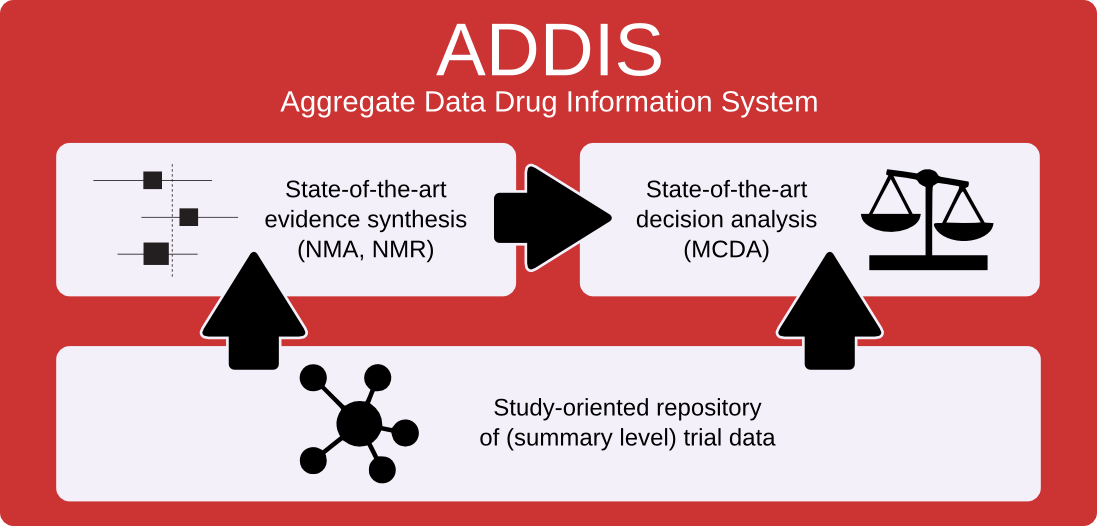 ADDIS
Aggregate Data Drug Information System
State-of-the-art
evidence synthesis
(NMA, NMR)
State-of-the-art
decision analysis
(MCDA)
Study-oriented repository
of (summary level) trial data